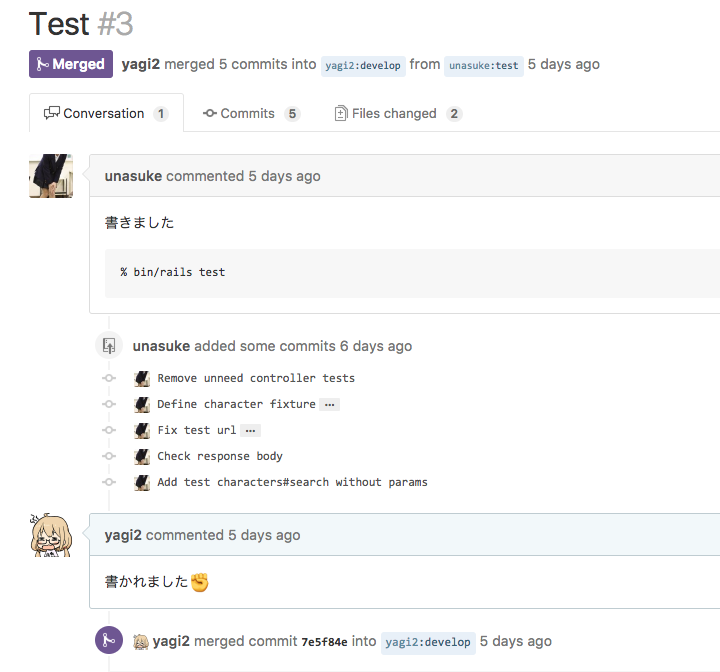 Test #3
Merged yagi2 merged 5 commits into yagi2:develop from unasuke:test 5 days ago
Conversation 1 Commits 5 Files changed 2
unasuke commented 5 days ago
書きました
% bin/rails test
unasuke added some commits 6 days ago
Remove unneed controller tests
Define character fixture …
Fix test url …
Check response body
Add test characters#search without params
yagi2 commented 5 days ago
書かれました✊
yagi2 merged commit 7e5f84e into yagi2:develop 5 days ago